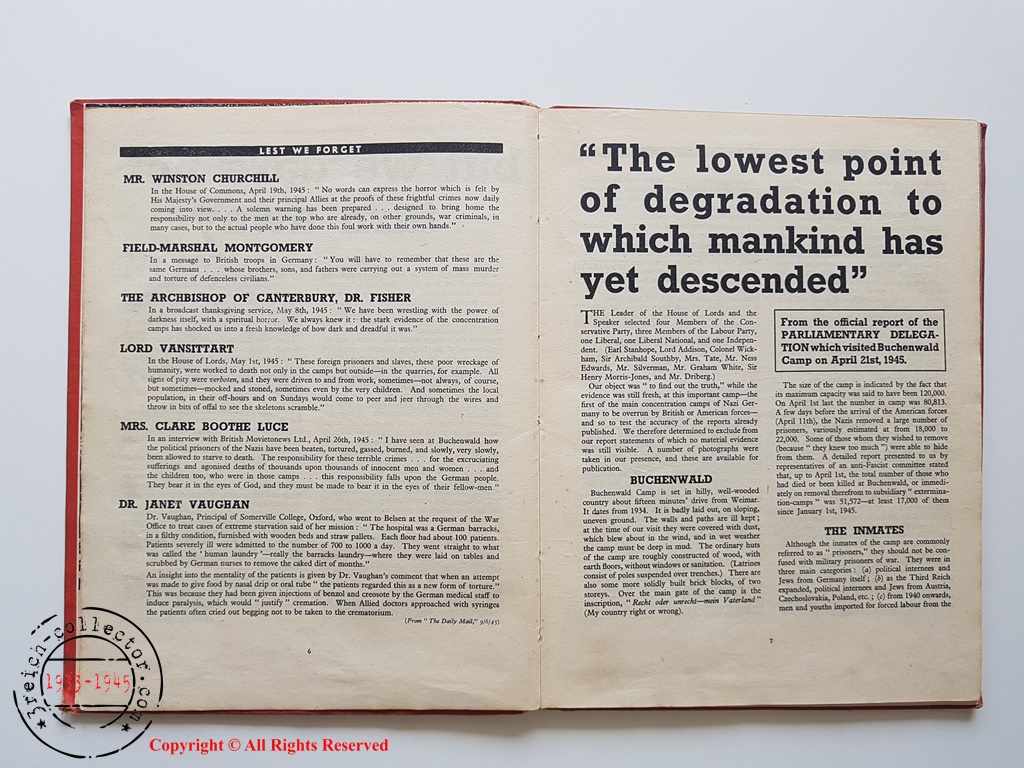 LEST WE FORGET
MR. WINSTON CHURCHILL
In the House of Commons, April 19th, 1945: “ No words can express the horror which is felt by
His Majesty's Government and their principal Allies at the proofs of these frightful crimes now daily
coming into view. . . . A solemn warning has been prepared . . . designed to bring home the
responsibility not only to the men at the top who are already, on other grounds, war criminals, in
many cases, but to the actual people who have done this foul work with their own hands.”
FIELD-MARSHAL MONTGOMERY
In a message to British troops in Germany: “ You will have to remember that these are the
same Germans . . . whose brothers, sons, and fathers were carrying out a system of mass murder
and torture of defenceless civilians.”
THE ARCHBISHOP OF CANTERBURY, DR. FISHER
In a broadcast thanksgiving service, May 8th, 1945: “ We have been wrestling with the power of
darkness itself, with a spiritual horror. We always knew it: the stark evidence of the concentration
camps has shocked us into a fresh knowledge of how dark and dreadful it was.”
LORD VANSITTART
In the House of Lords, May 1st, 1945: “ These foreign prisoners and slaves, these poor wreckage of
humanity, were worked to death not only in the camps but outside—in the quarries, for example. All
signs of pity were verboten, and they were driven to and from work, sometimes—not always, of course,
but sometimes—mocked and stoned, sometimes even by the very children. And sometimes the local
population, in their off-hours and on Sundays would come to peer and jeer through the wires and
throw in bits of offal to see the skeletons scramble.”
MRS. CLARE BOOTHE LUCE
In an interview with British Movietonews Ltd., April 26th, 1945: “ I have seen at Buchenwald how
the political prisoners of the Nazis have been beaten, tortured, gassed, burned, and slowly, very slowly,
been allowed to starve to death. The responsibility for these terrible crimes . . . for the excruciating
sufferings and agonised deaths of thousands upon thousands of innocent men and women . . . and
the children too, who were in those camps . . . this responsibility falls upon the German people.
They bear it in the eyes of God, and they must be made to bear it in the eyes of their fellow-men.”
DR. JANET VAUGHAN
Dr. Vaughan, Principal of Somerville College, Oxford, who went to Belsen at the request of the War
Office to treat cases of extreme starvation said of her mission: “ The hospital was a German barracks,
in a filthy condition, furnished with wooden beds and straw pallets. Each floor had about 100 patients.
Patients severely ill were admitted to the number of 700 to 1000 a day. They went straight to what
was called the ‘ human laundry ’—really the barracks laundry—where they were laid on tables and
scrubbed by German nurses to remove the caked dirt of months.”
An insight into the mentality of the patients is given by Dr. Vaughan's comment that when an attempt
was made to give food by nasal drip or oral tube “ the patients regarded this as a new form of torture.”
This was because they had been given injections of benzol and creosote by the German medical staff to
induce paralysis, which would “ justify ” cremation. When Allied doctors approached with syringes
the patients often cried out begging not to be taken to the crematorium.
(From “ The Daily Mail,” 9/6/45)
6
“The lowest point
of degradation to
which mankind has
yet descended”
THE Leader of the House of Lords and the
Speaker selected four Members of the Con-
servative Party, three Members of the Labour Party,
one Liberal, one Liberal National, and one Indepen-
dent. (Earl Stanhope, Lord Addison, Colonel Wick-
ham, Sir Archibald Southby, Mrs. Tate, Mr. Ness
Edwards, Mr. Silverman, Mr. Graham White, Sir
Henry Morris-Jones, and Mr. Driberg.)
Our object was “ to find out the truth,” while the
evidence was still fresh, at this important camp—the
first of the main concentration camps of Nazi Ger-
many to be overrun by British or American forces—
and so to test the accuracy of the reports already
published. We therefore determined to exclude from
our report statements of which no material evidence
was still visible. A number of photographs were
taken in our presence, and these are available for
publication.
BUCHENWALD
Buchenwald Camp is set in hilly, well-wooded
country about fifteen minutes' drive from Weimar.
It dates from 1934. It is badly laid out, on sloping,
uneven ground. The walls and paths are ill kept;
at the time of our visit they were covered with dust,
which blew about in the wind, and in wet weather
the camp must be deep in mud. The ordinary huts
of the camp are roughly constructed of wood, with
earth floors, without windows or sanitation. (Latrines
consist of poles suspended over trenches.) There are
also some more solidly built brick blocks, of two
storeys. Over the main gate of the camp is the
inscription, “ Recht oder unrecht—mein Vaterland ”
(My country right or wrong).
From the official report of the
PARLIAMENTARY DELEGA-
TION which visited Buchenwald
Camp on April 21st, 1945.
The size of the camp is indicated by the fact that
its maximum capacity was said to have been 120,000.
On April 1st last the number in camp was 80,813.
A few days before the arrival of the American forces
(April 11th), the Nazis removed a large number of
prisoners, variously estimated at from 18,000 to
22,000. Some of those whom they wished to remove
(because “ they knew too much ”) were able to hide
from them. A detailed report presented to us by
representatives of an anti-Fascist committee stated
that, up to April 1st, the total number of those who
had died or been killed at Buchenwald, or immedi-
ately on removal therefrom to subsidiary “ extermina-
tion-camps ” was 51,572—at least 17,000 of them
since January 1st, 1945.
THE INMATES
Although the inmates of the camp are commonly
referred to as “ prisoners,” they should not be con-
fused with military prisoners of war. They were in
three main categories: (a) political internees and
Jews from Germany itself; (b) as the Third Reich
expanded, political internees and Jews from Austria,
Czechoslovakia, Poland, etc.; (c) from 1940 onwards,
men and youths imported for forced labour from the
7
3reich-collector.com
1933-1945
Copyright © All Rights Reserved